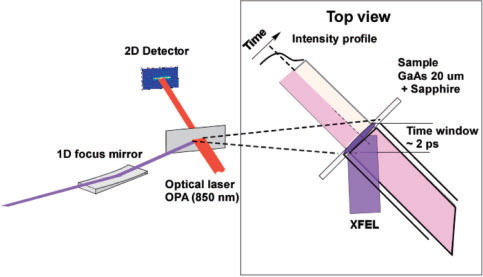 Top view
Time
Intensity profile
2D Detector
Sample
GaAs 20 um
+ Sapphire
Time window
~ 2 ps
1D focus mirror
Optical laser
OPA (850 nm)
XFEL